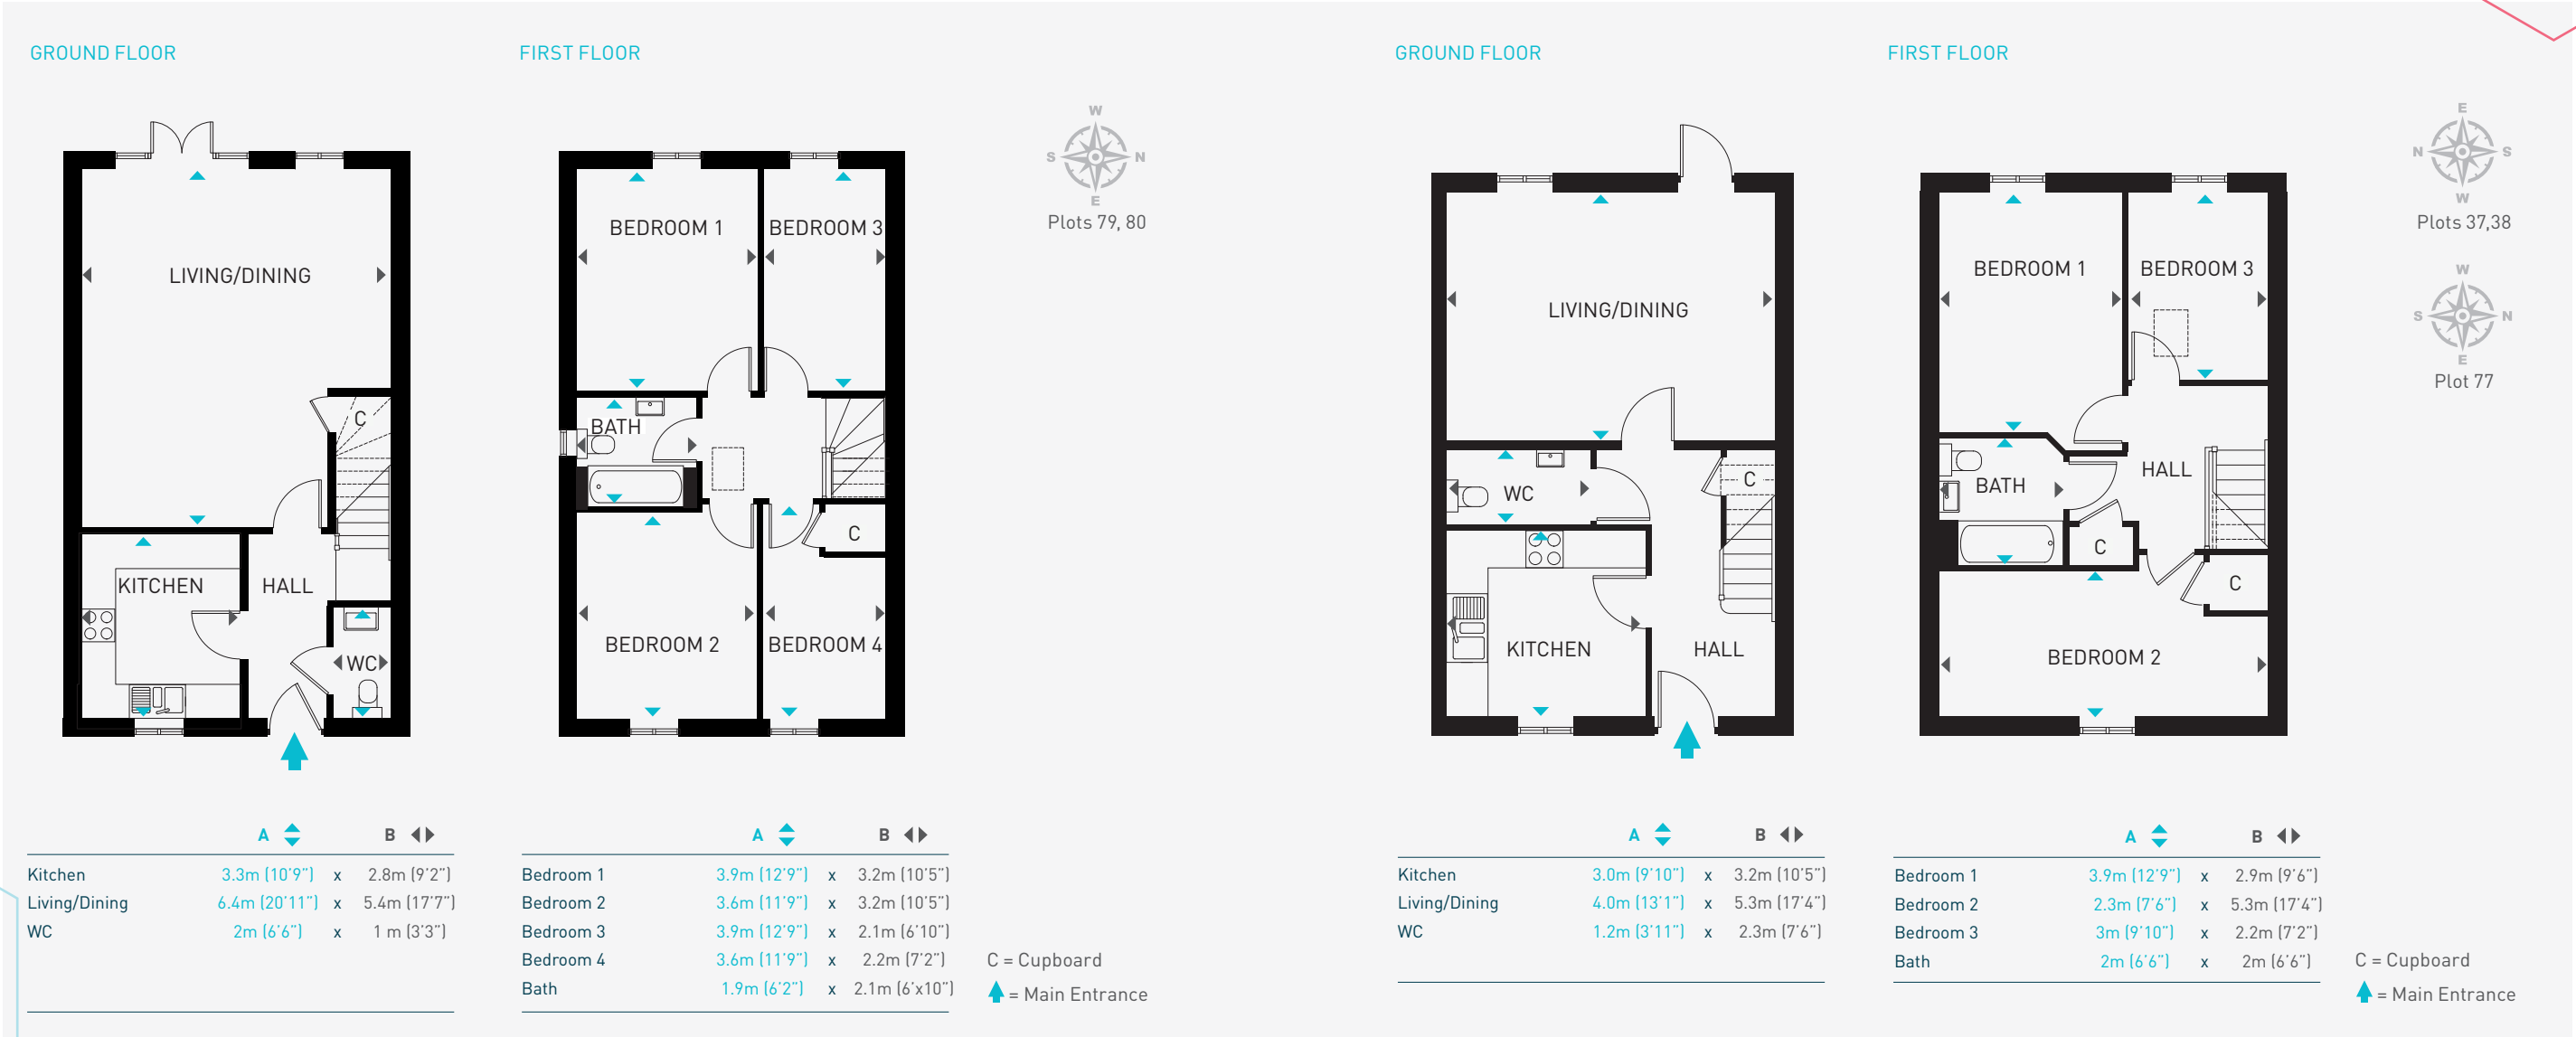 GROUND FLOOR
LIVING/DINING
C
KITCHEN
HALL
WC
A B
Kitchen 3.3m (10'9") x 2.8m (9'2")
Living/Dining 6.4m (20'11") x 5.4m (17'7")
WC 2m (6'6") x 1 m (3'3")
FIRST FLOOR
BEDROOM 1
BEDROOM 3
BATH
C
BEDROOM 2
BEDROOM 4
A B
Bedroom 1 3.9m (12'9") x 3.2m (10'5")
Bedroom 2 3.6m (11'9") x 3.2m (10'5")
Bedroom 3 3.9m (12'9") x 2.1m (6'10")
Bedroom 4 3.6m (11'9") x 2.2m (7'2")
Bath 1.9m (6'2") x 2.1m (6'x10")
W
S N
E
Plots 79, 80
C = Cupboard
= Main Entrance
GROUND FLOOR
LIVING/DINING
WC
C
KITCHEN
HALL
A B
Kitchen 3.0m (9'10") x 3.2m (10'5")
Living/Dining 4.0m (13'1") x 5.3m (17'4")
WC 1.2m (3'11") x 2.3m (7'6")
FIRST FLOOR
BEDROOM 1
BEDROOM 3
HALL
BATH
C
C
BEDROOM 2
A B
Bedroom 1 3.9m (12'9") x 2.9m (9'6")
Bedroom 2 2.3m (7'6") x 5.3m (17'4")
Bedroom 3 3m (9'10") x 2.2m (7'2")
Bath 2m (6'6") x 2m (6'6")
E
N S
W
Plots 37,38
W
S N
E
Plot 77
C = Cupboard
= Main Entrance